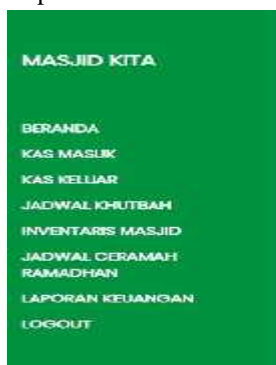 MASJID KITA
BERANDA
KAS MASUK
KAS KELUAR
JADWAL KHUTBAH
INVENTARIS MASJID
JADWAL CERAMAH
RAMADHAN
LAPORAN KEUANGAN
LOGOUT